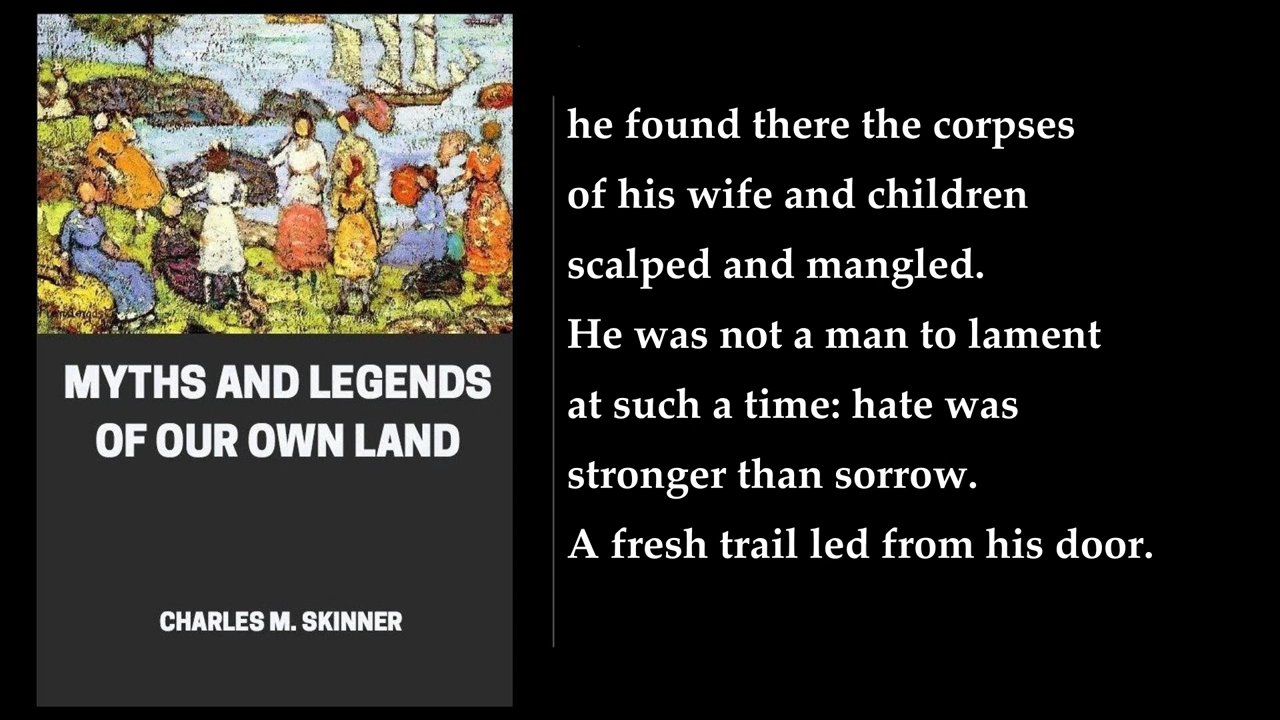 MYTHS AND LEGENDS
OF OUR OWN LAND
CHARLES M. SKINNER
he found there the corpses
of his wife and children
scalped and mangled.
He was not a man to lament
at such a time: hate was
stronger than sorrow.
A fresh trail led from his door.